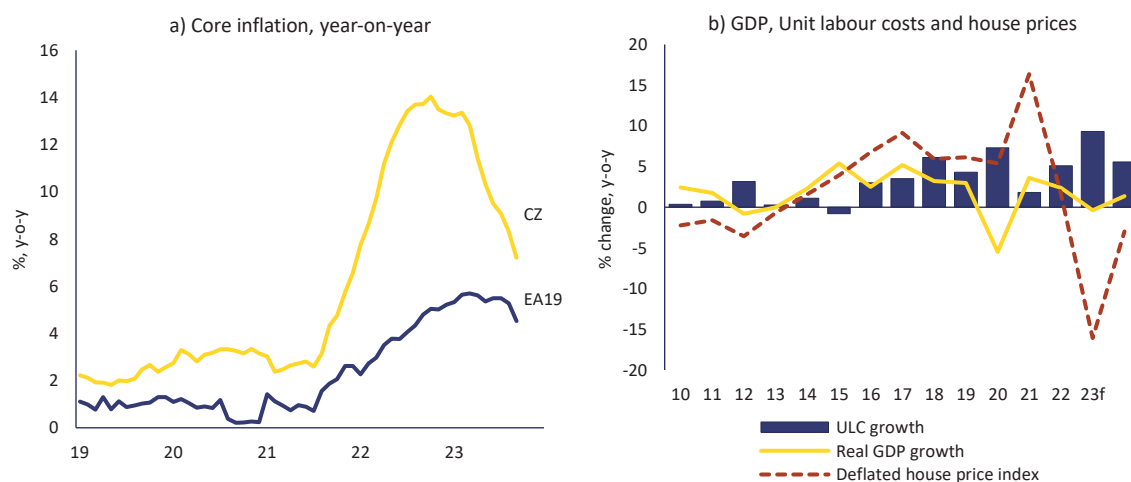 a) Core inflation, year-on-year
16
14
12
10
8
6
4
2
0
%, y-o-y
CZ
EA19
19 20 21 22 23
b) GDP, Unit labour costs and house prices
20
15
10
5
0
-5
-10
-15
-20
% change, y-o-y
10 11 12 13 14 15 16 17 18 19 20 21 22 23f
ULC growth
Real GDP growth
Deflated house price index